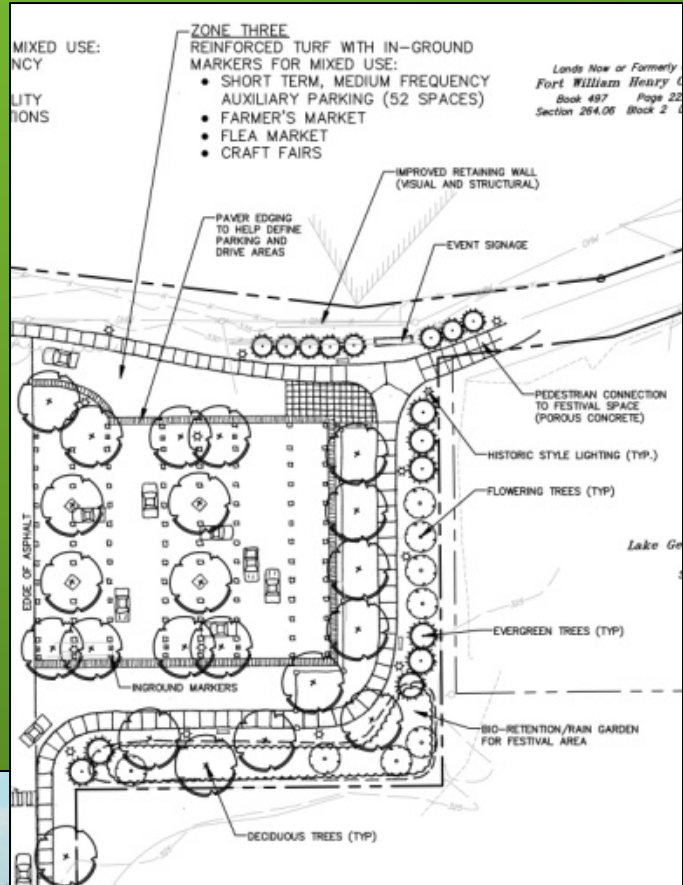 MIXED USE:
NCY
LITY
TIONS
ZONE THREE
REINFORCED TURF WITH IN-GROUND
MARKERS FOR MIXED USE:
• SHORT TERM, MEDIUM FREQUENCY
AUXILIARY PARKING (52 SPACES)
• FARMER'S MARKET
• FLEA MARKET
• CRAFT FAIRS
Lands Now or Formerly
Fort William Henry
Book 497 Page 22
Section 264.06 Block 2
IMPROVED RETAINING WALL
(VISUAL AND STRUCTURAL)
PAVER EDGING
TO HELP DEFINE
PARKING AND
DRIVE AREAS
EVENT SIGNAGE
PEDESTRIAN CONNECTION
TO FESTIVAL SPACE
(POROUS CONCRETE)
HISTORIC STYLE LIGHTING (TYP.)
FLOWERING TREES (TYP)
EDGE OF ASPHALT
Lake Ge
S
EVERGREEN TREES (TYP)
INGROUND MARKERS
BIO-RETENTION/RAIN GARDEN
FOR FESTIVAL AREA
DECIDUOUS TREES (TYP)